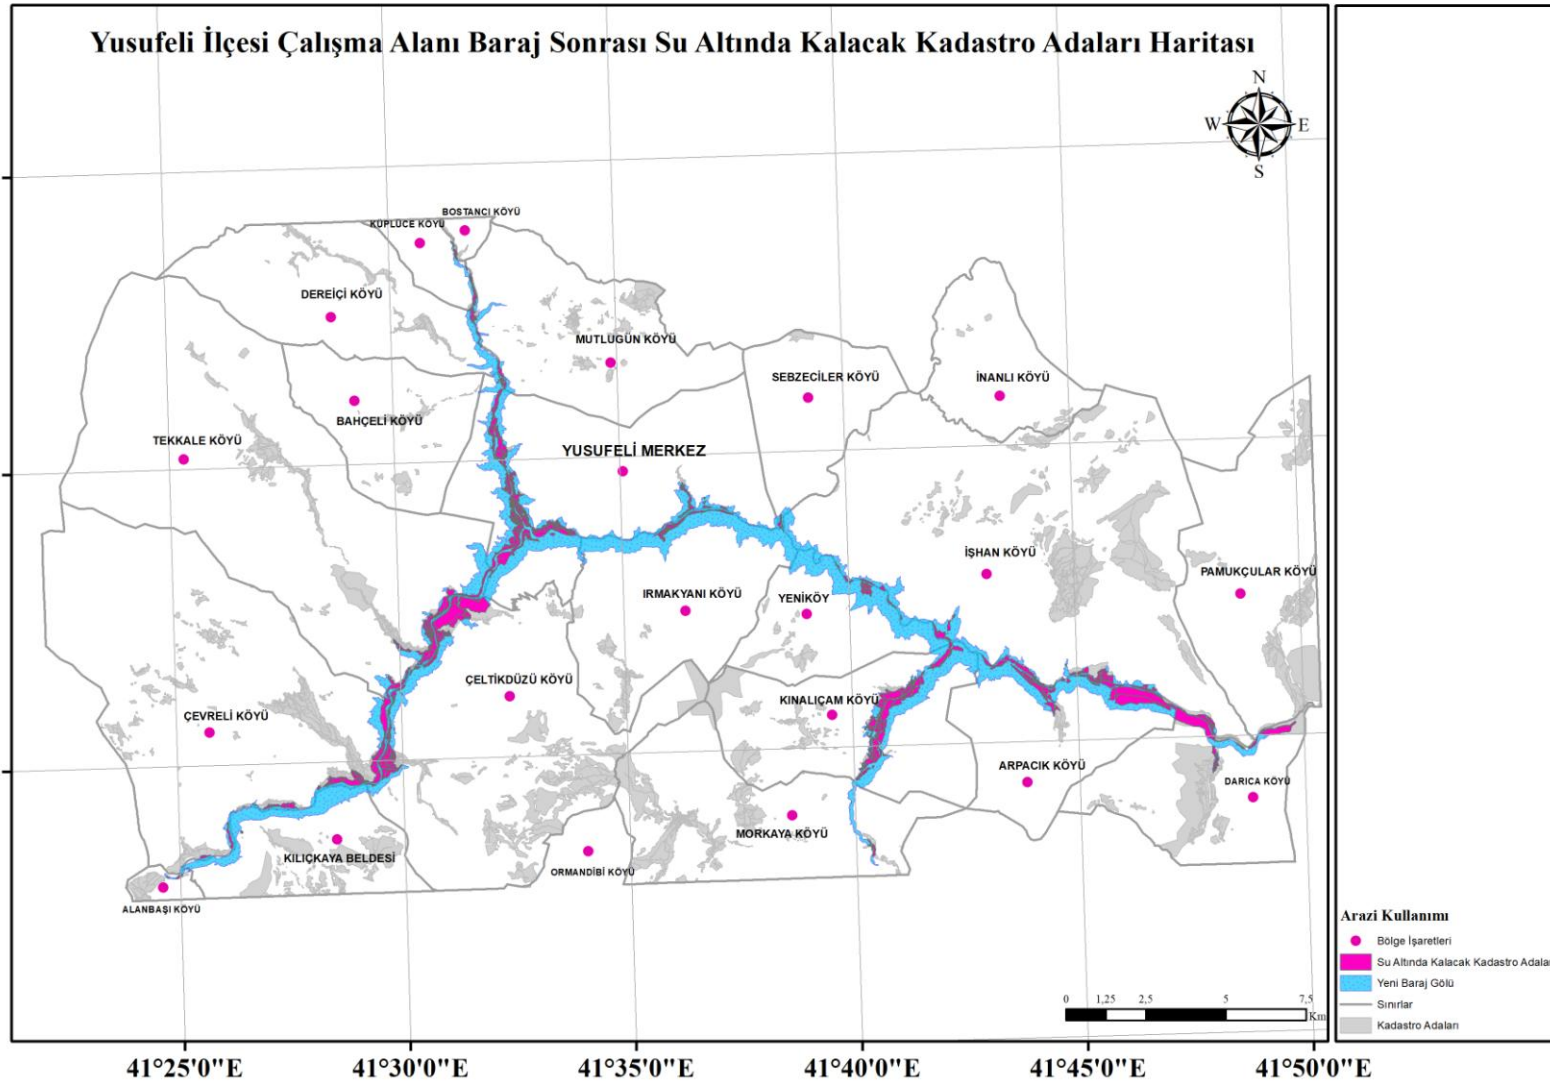 Yusufeli İlçesi Çalışma Alanı Baraj Sonrası Su Altında Kalacak Kadastro Adaları Haritası
N
W E
S
BOSTANCI KÖYÜ
KÜPLÜCE KÖYÜ
DEREİÇİ KÖYÜ
MUTLUGÜN KÖYÜ
SEBZECİLER KÖYÜ
İNANLI KÖYÜ
BAHÇELİ KÖYÜ
TEKKALE KÖYÜ
YUSUFELİ MERKEZ
İŞHAN KÖYÜ
PAMUKÇULAR KÖYÜ
IRMAKYANI KÖYÜ
YENİKÖY
ÇELTİKDÜZÜ KÖYÜ
KINALIÇAM KÖYÜ
ÇEVRELİ KÖYÜ
ARPACIK KÖYÜ
DARICA KÖYÜ
MORKAYA KÖYÜ
KILIÇKAYA BELDESİ
ORMANDİBİ KÖYÜ
ALANBAŞI KÖYÜ
Arazi Kullanımı
Bölge İşaretleri
Su Altında Kalacak Kadastro Adaları
Yeni Baraj Gölü
Sınırlar
Kadastro Adaları
0 1,25 2,5 5 7,5
Km
41°25'0"E 41°30'0"E 41°35'0"E 41°40'0"E 41°45'0"E 41°50'0"E